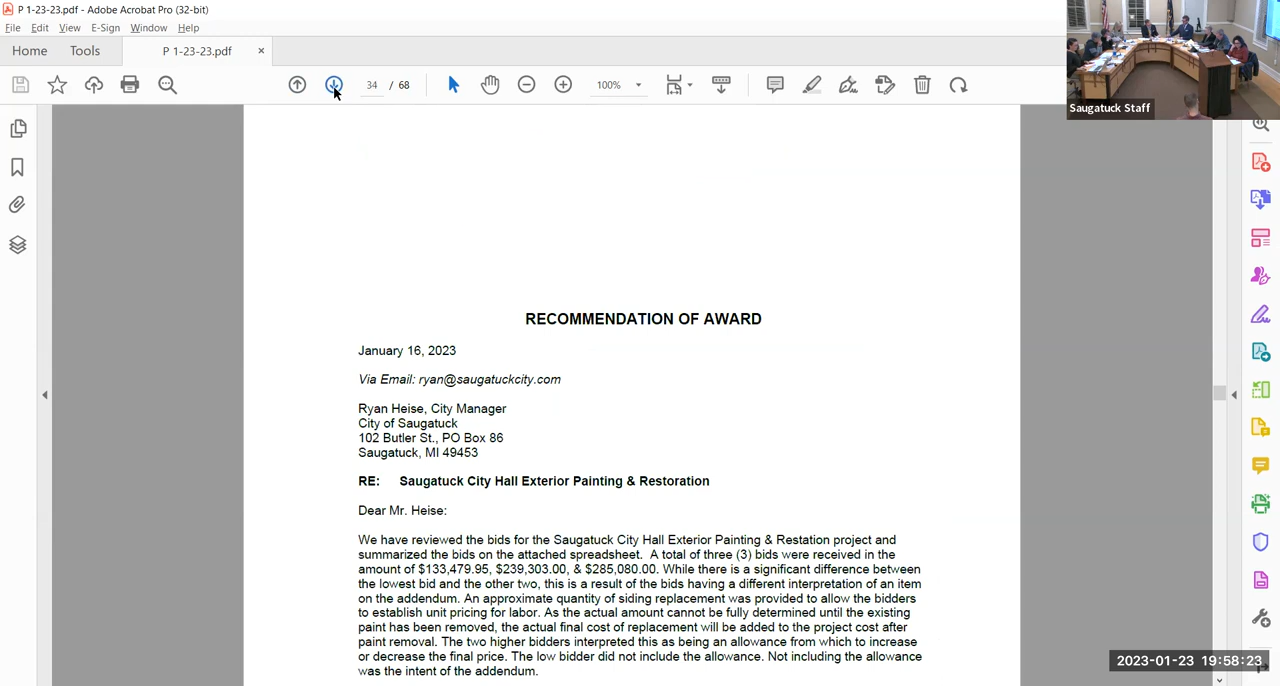 P 1-23-23.pdf - Adobe Acrobat Pro (32-bit)
File Edit View E-Sign Window Help
Home Tools P 1-23-23.pdf ×
34 / 68 100%
Saugatuck Staff
RECOMMENDATION OF AWARD
January 16, 2023
Via Email: ryan@saugatuckcity.com
Ryan Heise, City Manager
City of Saugatuck
102 Butler St., PO Box 86
Saugatuck, MI 49453
RE: Saugatuck City Hall Exterior Painting & Restoration
Dear Mr. Heise:
We have reviewed the bids for the Saugatuck City Hall Exterior Painting & Restation project and
summarized the bids on the attached spreadsheet. A total of three (3) bids were received in the
amount of $133,479.95, $239,303.00, & $285,080.00. While there is a significant difference between
the lowest bid and the other two, this is a result of the bids having a different interpretation of an item
on the addendum. An approximate quantity of siding replacement was provided to allow the bidders
to establish unit pricing for labor. As the actual amount cannot be fully determined until the existing
paint has been removed, the actual final cost of replacement will be added to the project cost after
paint removal. The two higher bidders interpreted this as being an allowance from which to increase
or decrease the final price. The low bidder did not include the allowance. Not including the allowance
was the intent of the addendum.
2023-01-23 19:58:23